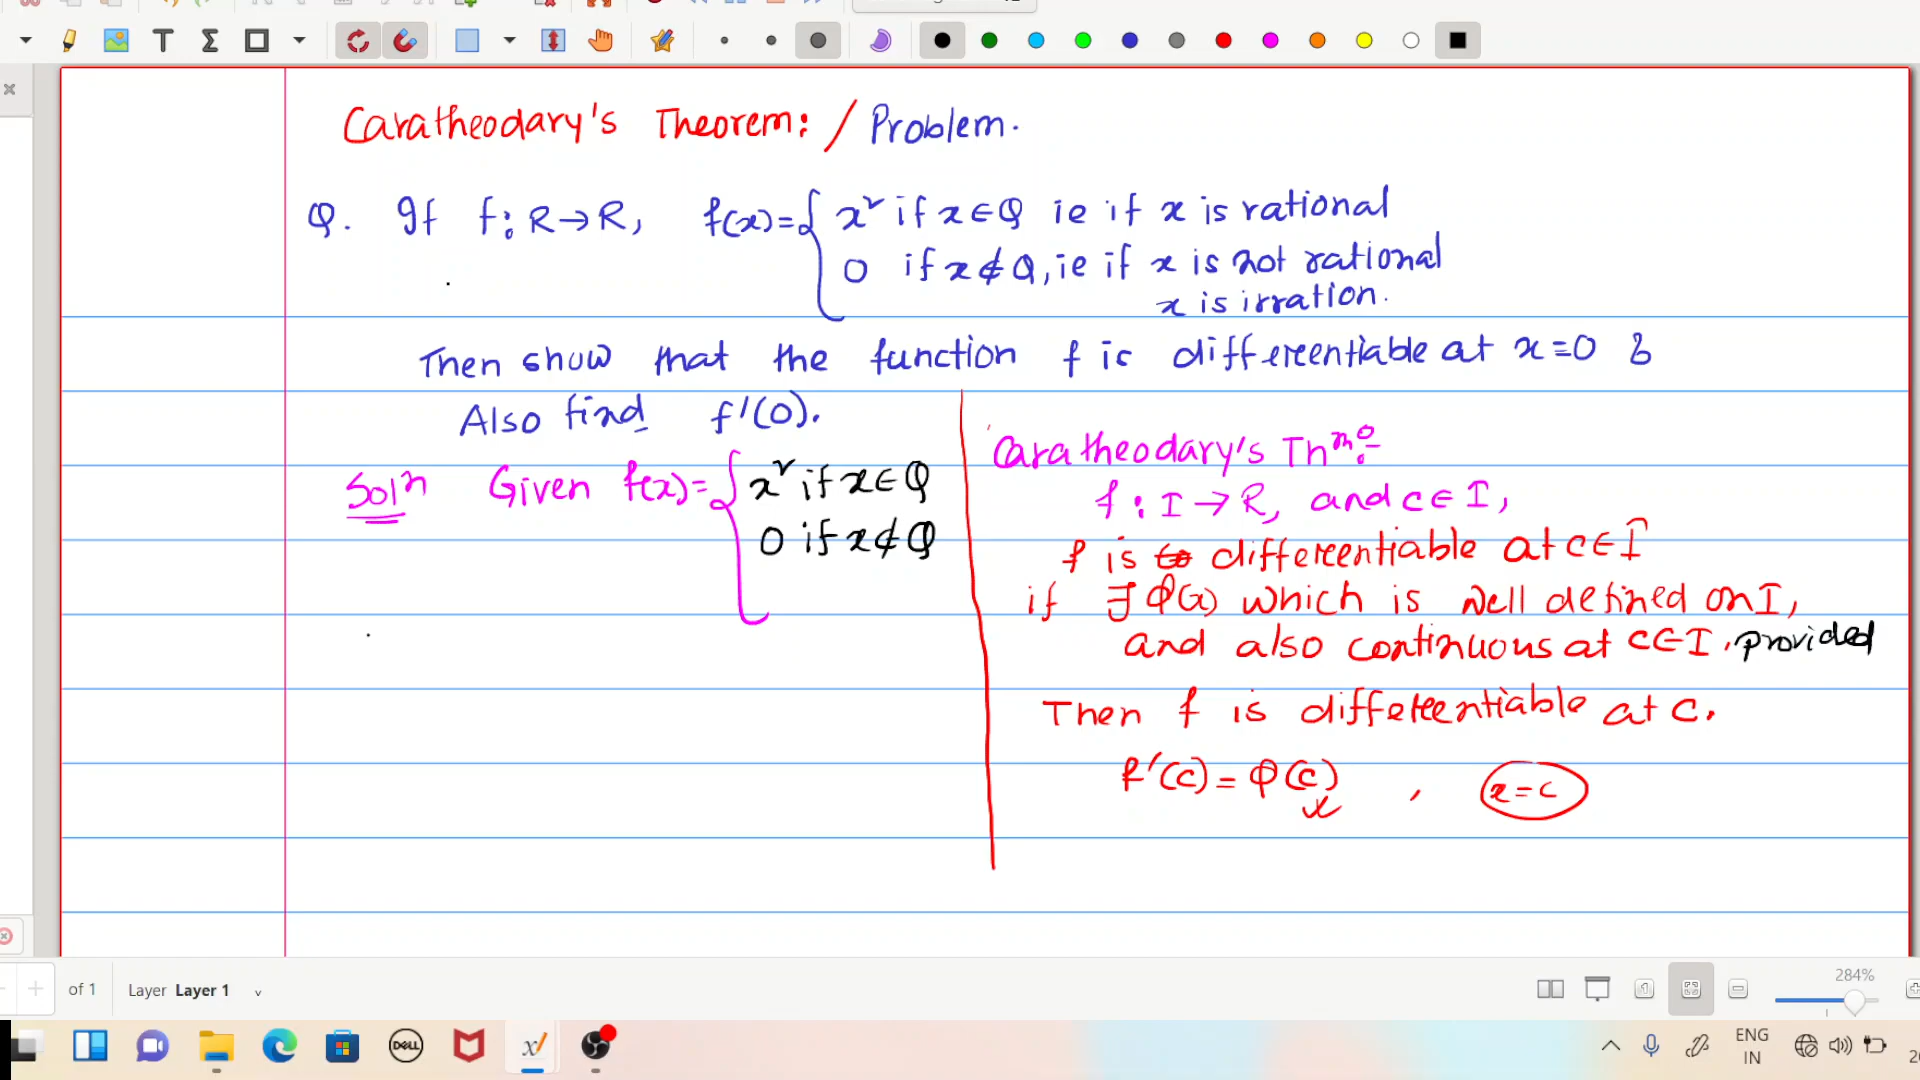 Caratheodary's Theorem: / Problem.
Q. If f: R→R, f(x)={ x² if x∈Q ie if x is rational
0 if x∉Q, ie if x is not rational
x is irration.
Then show that the function f is differentiable at x=0 &
Also find f'(0).
Solⁿ Given f(x)={ x² if x∈Q
0 if x∉Q
Caratheodary's Thᵐ:
f: I→R, and c∈I,
f is differentiable at c∈I
if ∃ φ(x) which is well defined on I,
and also continuous at c∈I, provided
Then f is differentiable at c.
f'(c) = φ(c) , x=c
of 1 Layer Layer 1
284%
DELL
ENG
IN